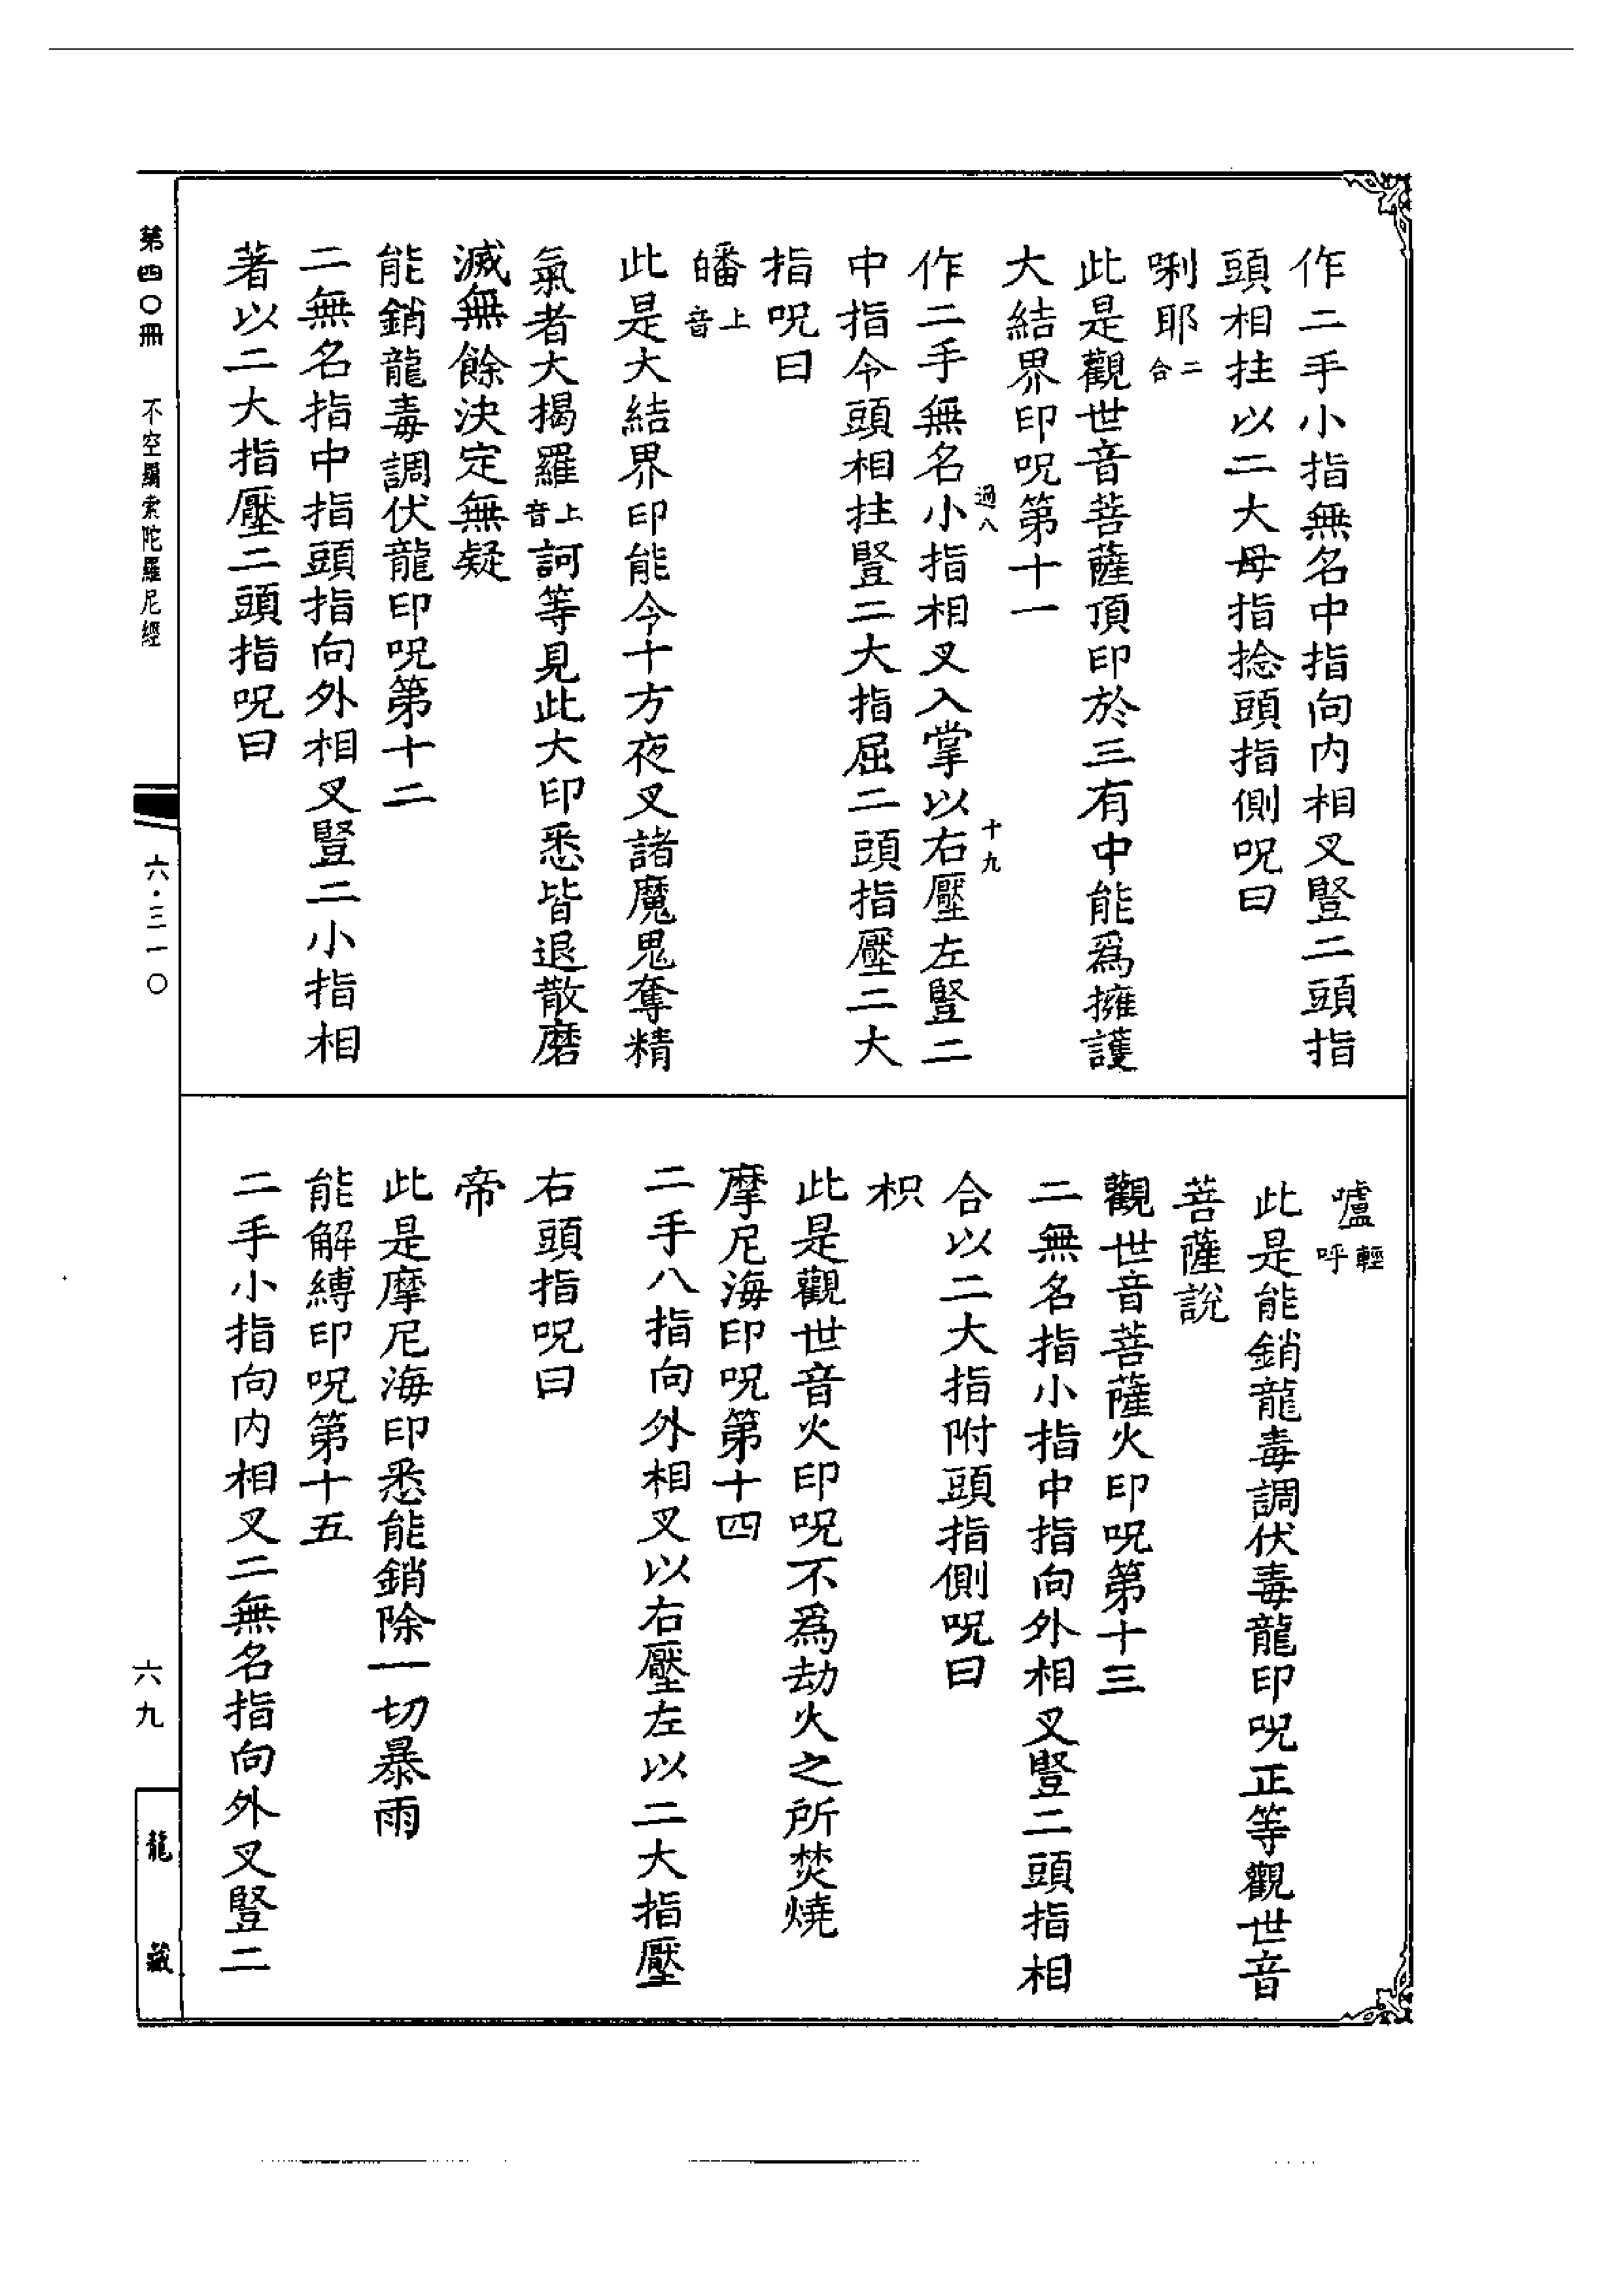 作二手小指無名中指向内相叉豎二頭指
頭相拄以二大母指捻頭指側呪曰
唎耶二合
此是觀世音菩薩頂印於三有中能爲擁護
大結界印呪第十一
過八 十九
作二手無名小指相叉入掌以右壓左豎二
中指令頭相拄豎二大指屈二頭指壓二大
指呪曰
皤上音
此是大結界印能令十方夜叉諸魔鬼奪精
氣者大揭羅上音訶等見此大印悉皆退散磨
滅無餘決定無疑
能銷龍毒調伏龍印呪第十二
二無名指中指頭指向外相叉豎二小指相
著以二大指壓二頭指呪曰
嚧輕呼
此是能銷龍毒調伏毒龍印呪正等觀世音
菩薩說
觀世音菩薩火印呪第十三
二無名指小指中指向外相叉豎二頭指相
合以二大指附頭指側呪曰
枳
此是觀世音火印呪不爲劫火之所焚燒
摩尼海印呪第十四
二手八指向外相叉以右壓左以二大指壓
右頭指呪曰
帝
此是摩尼海印悉能銷除一切暴雨
能解縛印呪第十五
二手小指向内相叉二無名指向外叉豎二
第四〇冊 不空羂索陀羅尼經 六·三一〇 六九 龍藏